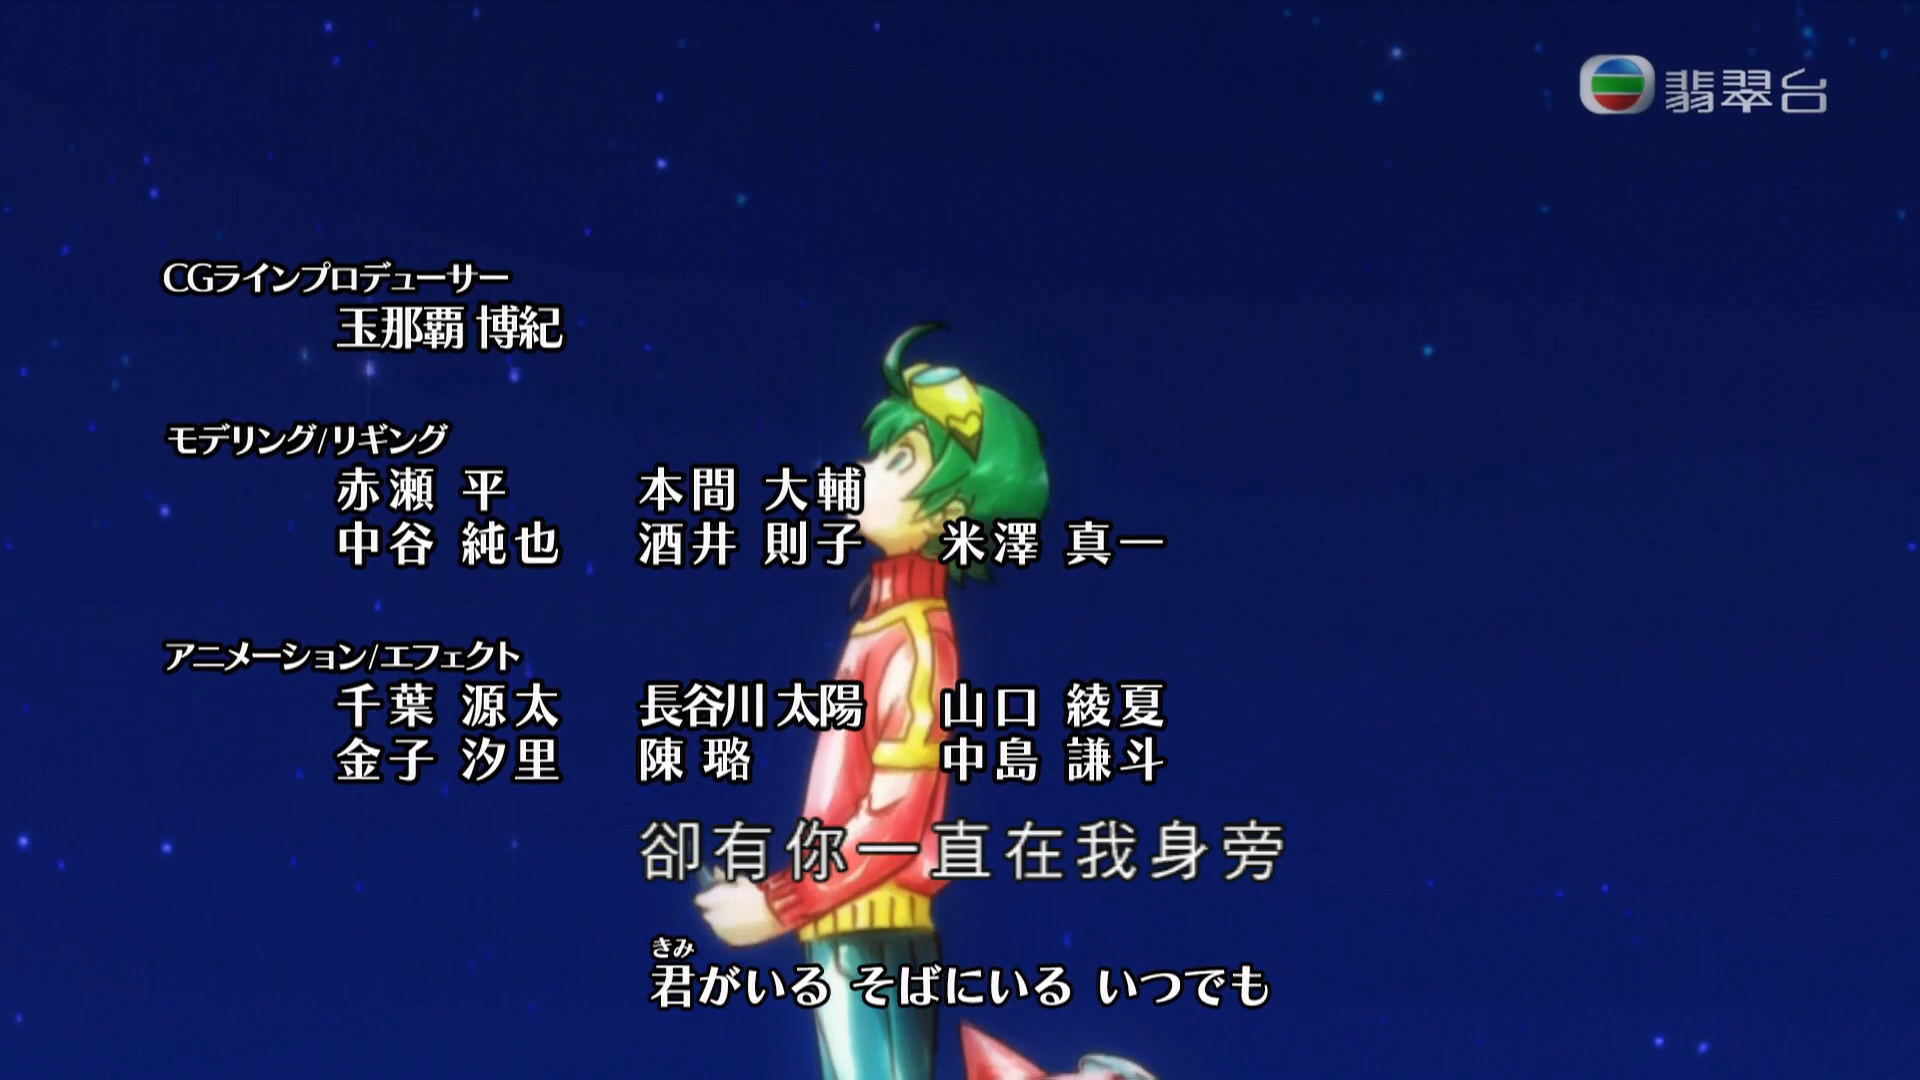 翡翠台
CGラインプロデューサー
玉那覇 博紀
モデリング/リギング
赤瀬 平 本間 大輔
中谷 純也 酒井 則子 米澤 真一
アニメーション/エフェクト
千葉 源太 長谷川 太陽 山口 綾夏
金子 汐里 陳 璐 中島 謙斗
卻有你一直在我身旁
きみ
君がいる そばにいる いつでも